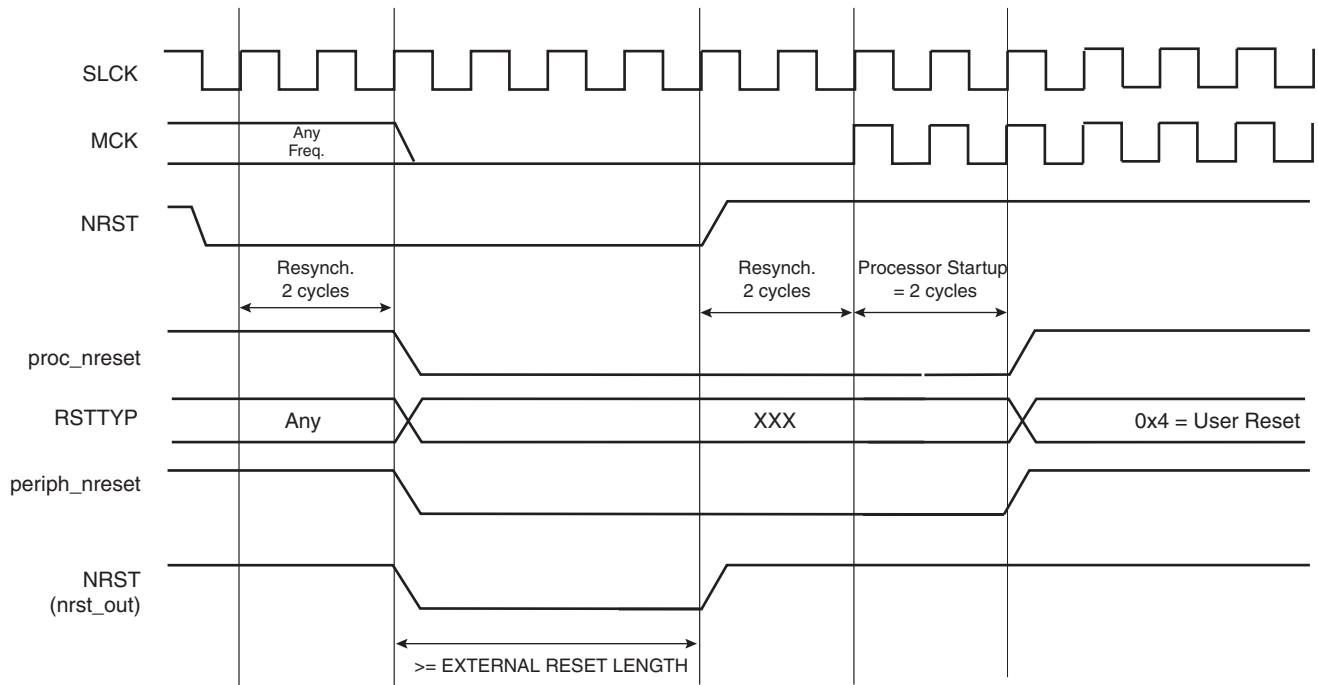 SLCK
MCK
Any
Freq.
NRST
Resynch.
2 cycles
Resynch.
2 cycles
Processor Startup
= 2 cycles
proc_nreset
RSTTYP
Any
XXX
0x4 = User Reset
periph_nreset
NRST
(nrst_out)
>= EXTERNAL RESET LENGTH